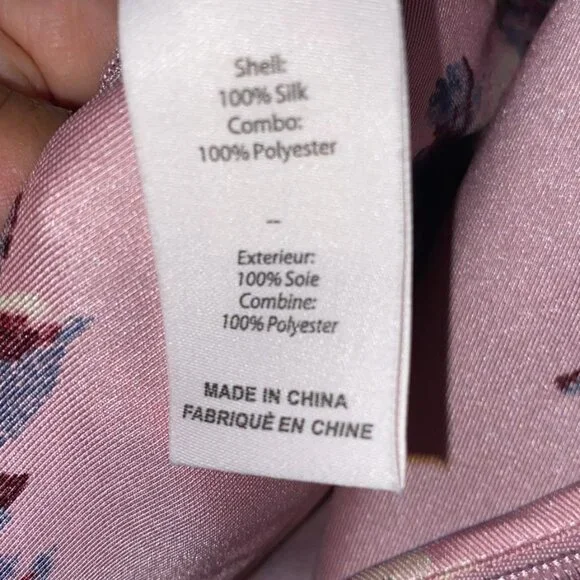 Shell:
100% Silk
Combo:
100% Polyester
--
Exterieur:
100% Soie
Combine:
100% Polyester
MADE IN CHINA
FABRIQUÈ EN CHINE